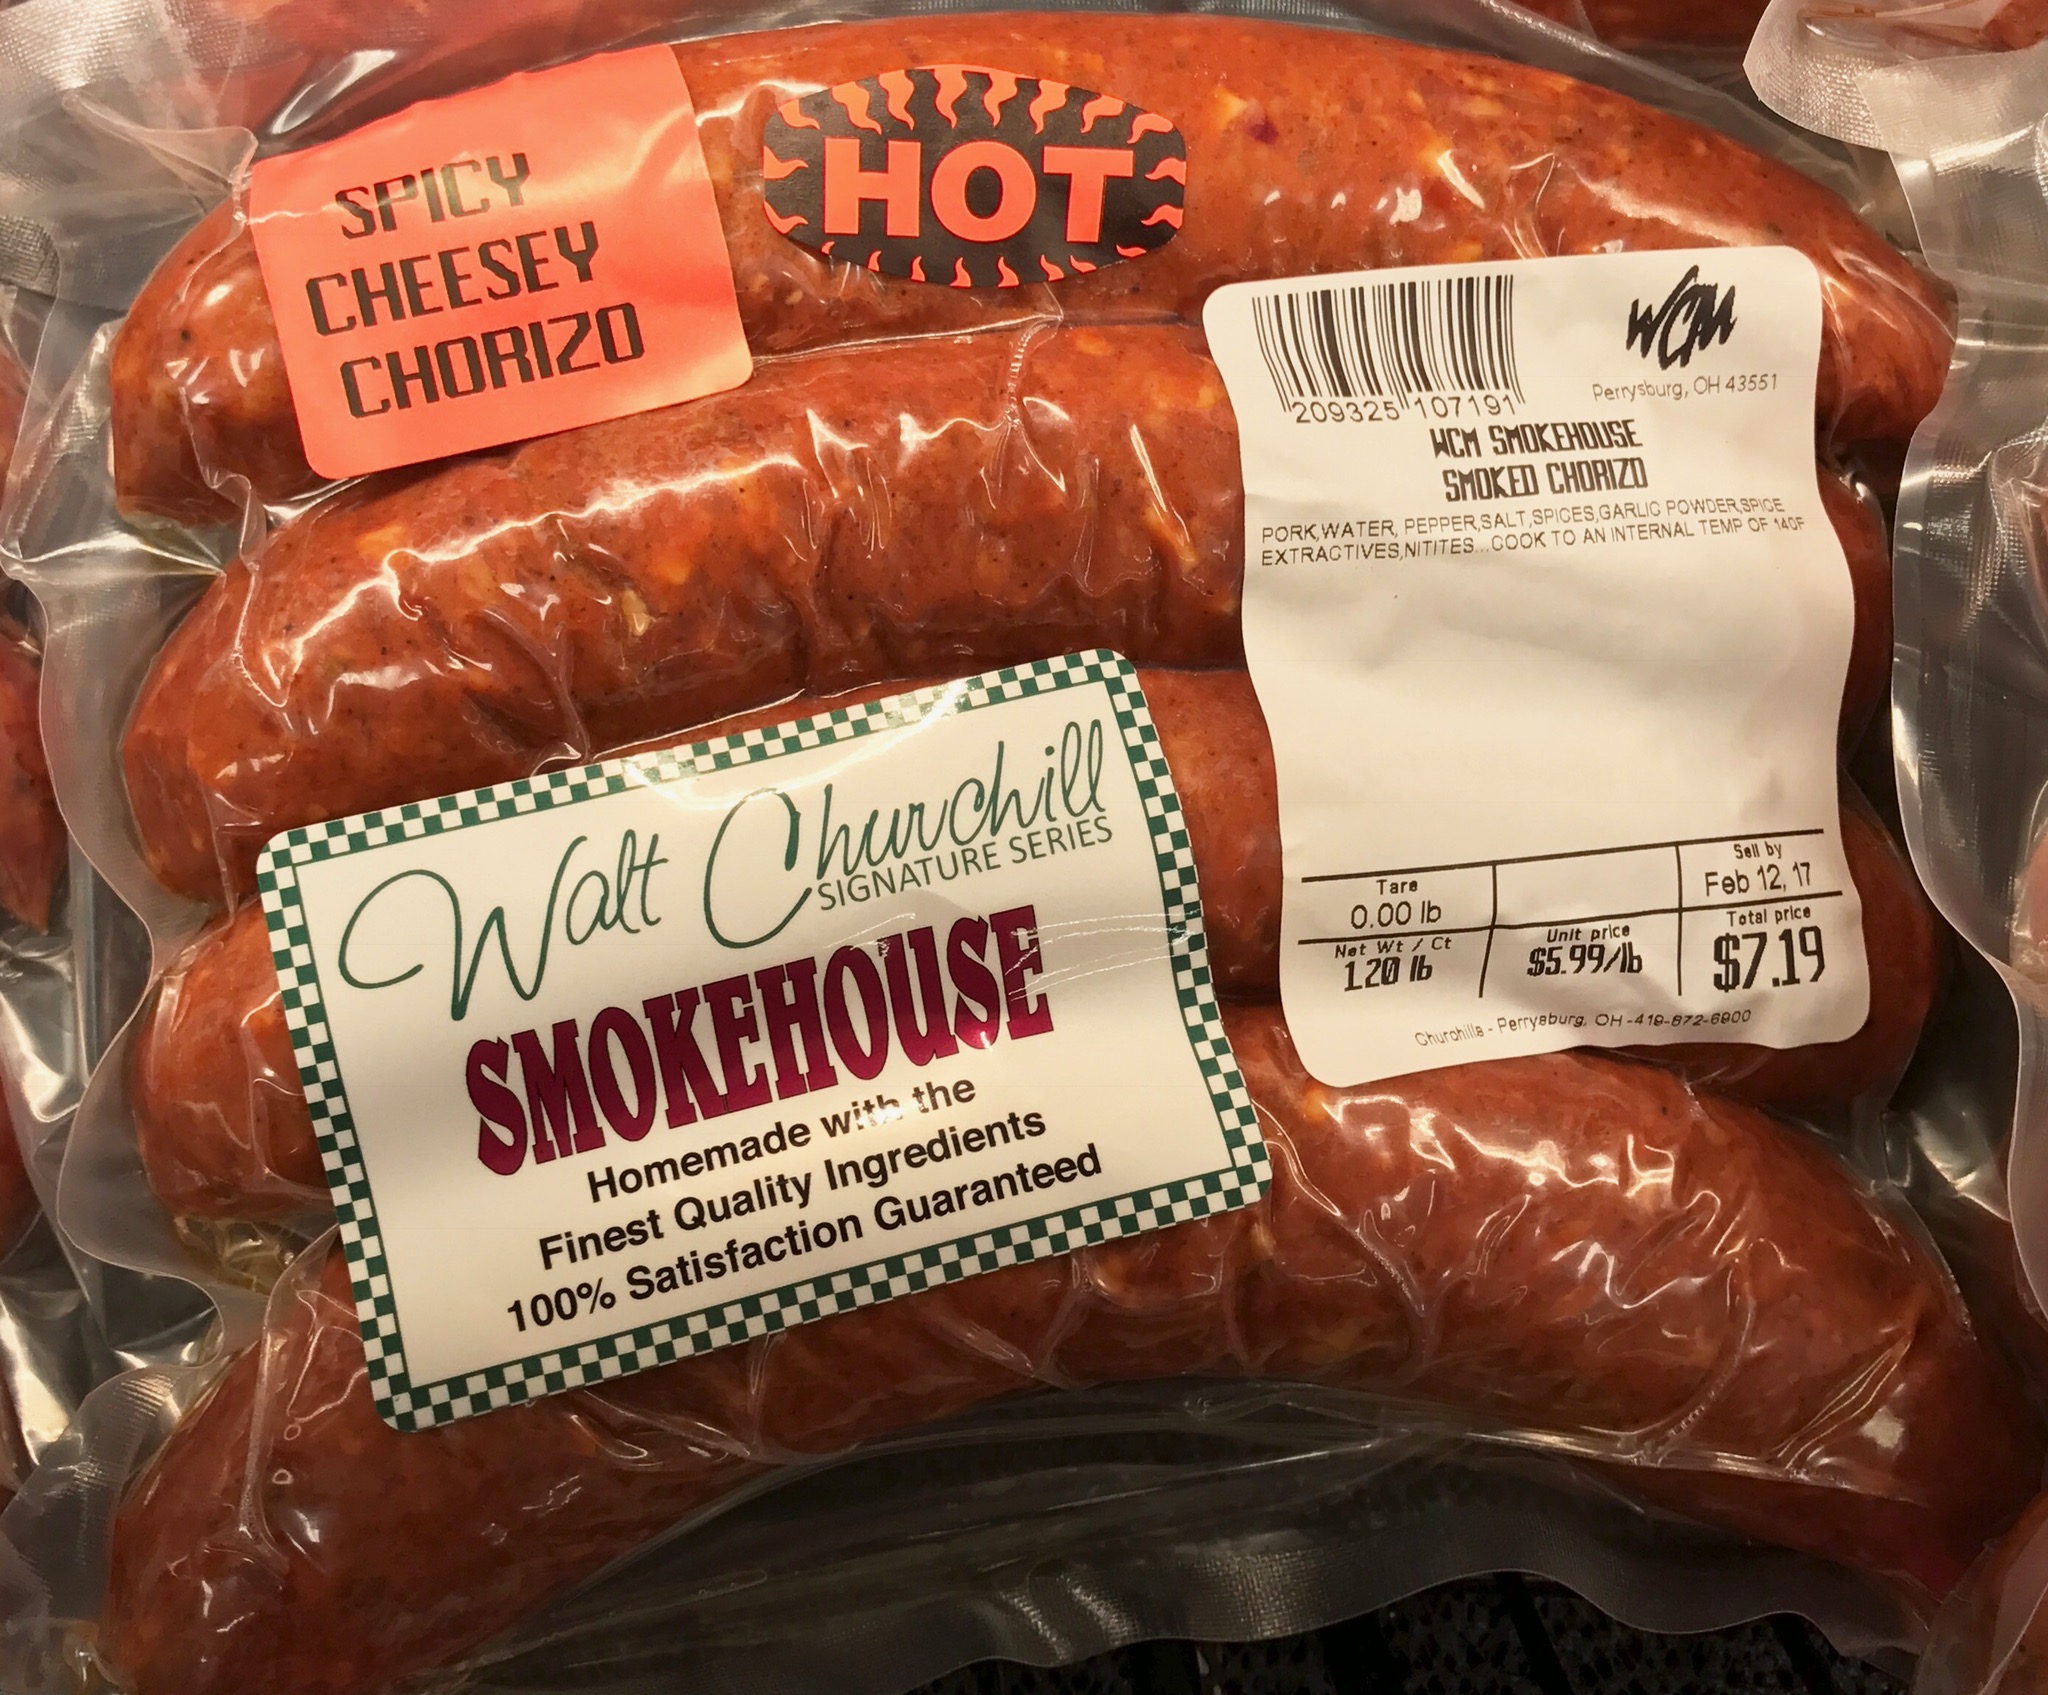 SPICY
CHEESEY
CHORIZO
HOT
209325 107191
WCM
Perrysburg, OH 43551
WCM SMOKEHOUSE
SMOKED CHORIZO
PORK,WATER, PEPPER,SALT,SPICES,GARLIC POWDER,SPICE
EXTRACTIVES,NITITES...COOK TO AN INTERNAL TEMP OF 140F
Sell by
Feb 12, 17
Tare
0.00 lb
Net Wt / Ct
1.20 lb
Unit price
$5.99/lb
Total price
$7.19
Churchills - Perrysburg, OH -419-872-6900
Walt Churchill
SIGNATURE SERIES
SMOKEHOUSE
Homemade with the
Finest Quality Ingredients
100% Satisfaction Guaranteed